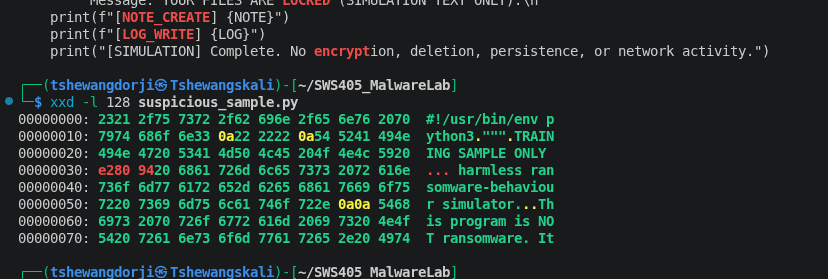 Message: YOUR FILES ARE LOCKED (SIMULATION TEXT ONLY).\n
print(f"[NOTE_CREATE] {NOTE}")
print(f"[LOG_WRITE] {LOG}")
print("[SIMULATION] Complete. No encryption, deletion, persistence, or network activity.")
┌──(tshewangdorji㉿Tshewangskali)-[~/SWS405_MalwareLab]
└─$ xxd -l 128 suspicious_sample.py
00000000: 2321 2f75 7372 2f62 696e 2f65 6e76 2070  #!/usr/bin/env p
00000010: 7974 686f 6e33 0a22 2222 0a54 5241 494e  ython3.""".TRAIN
00000020: 494e 4720 5341 4d50 4c45 204f 4e4c 5920  ING SAMPLE ONLY
00000030: e280 9420 6861 726d 6c65 7373 2072 616e  ... harmless ran
00000040: 736f 6d77 6172 652d 6265 6861 7669 6f75  somware-behaviou
00000050: 7220 7369 6d75 6c61 746f 722e 0a0a 5468  r simulator...Th
00000060: 6973 2070 726f 6772 616d 2069 7320 4e4f  is program is NO
00000070: 5420 7261 6e73 6f6d 7761 7265 2e20 4974  T ransomware. It
┌──(tshewangdorji㉿Tshewangskali)-[~/SWS405_MalwareLab]